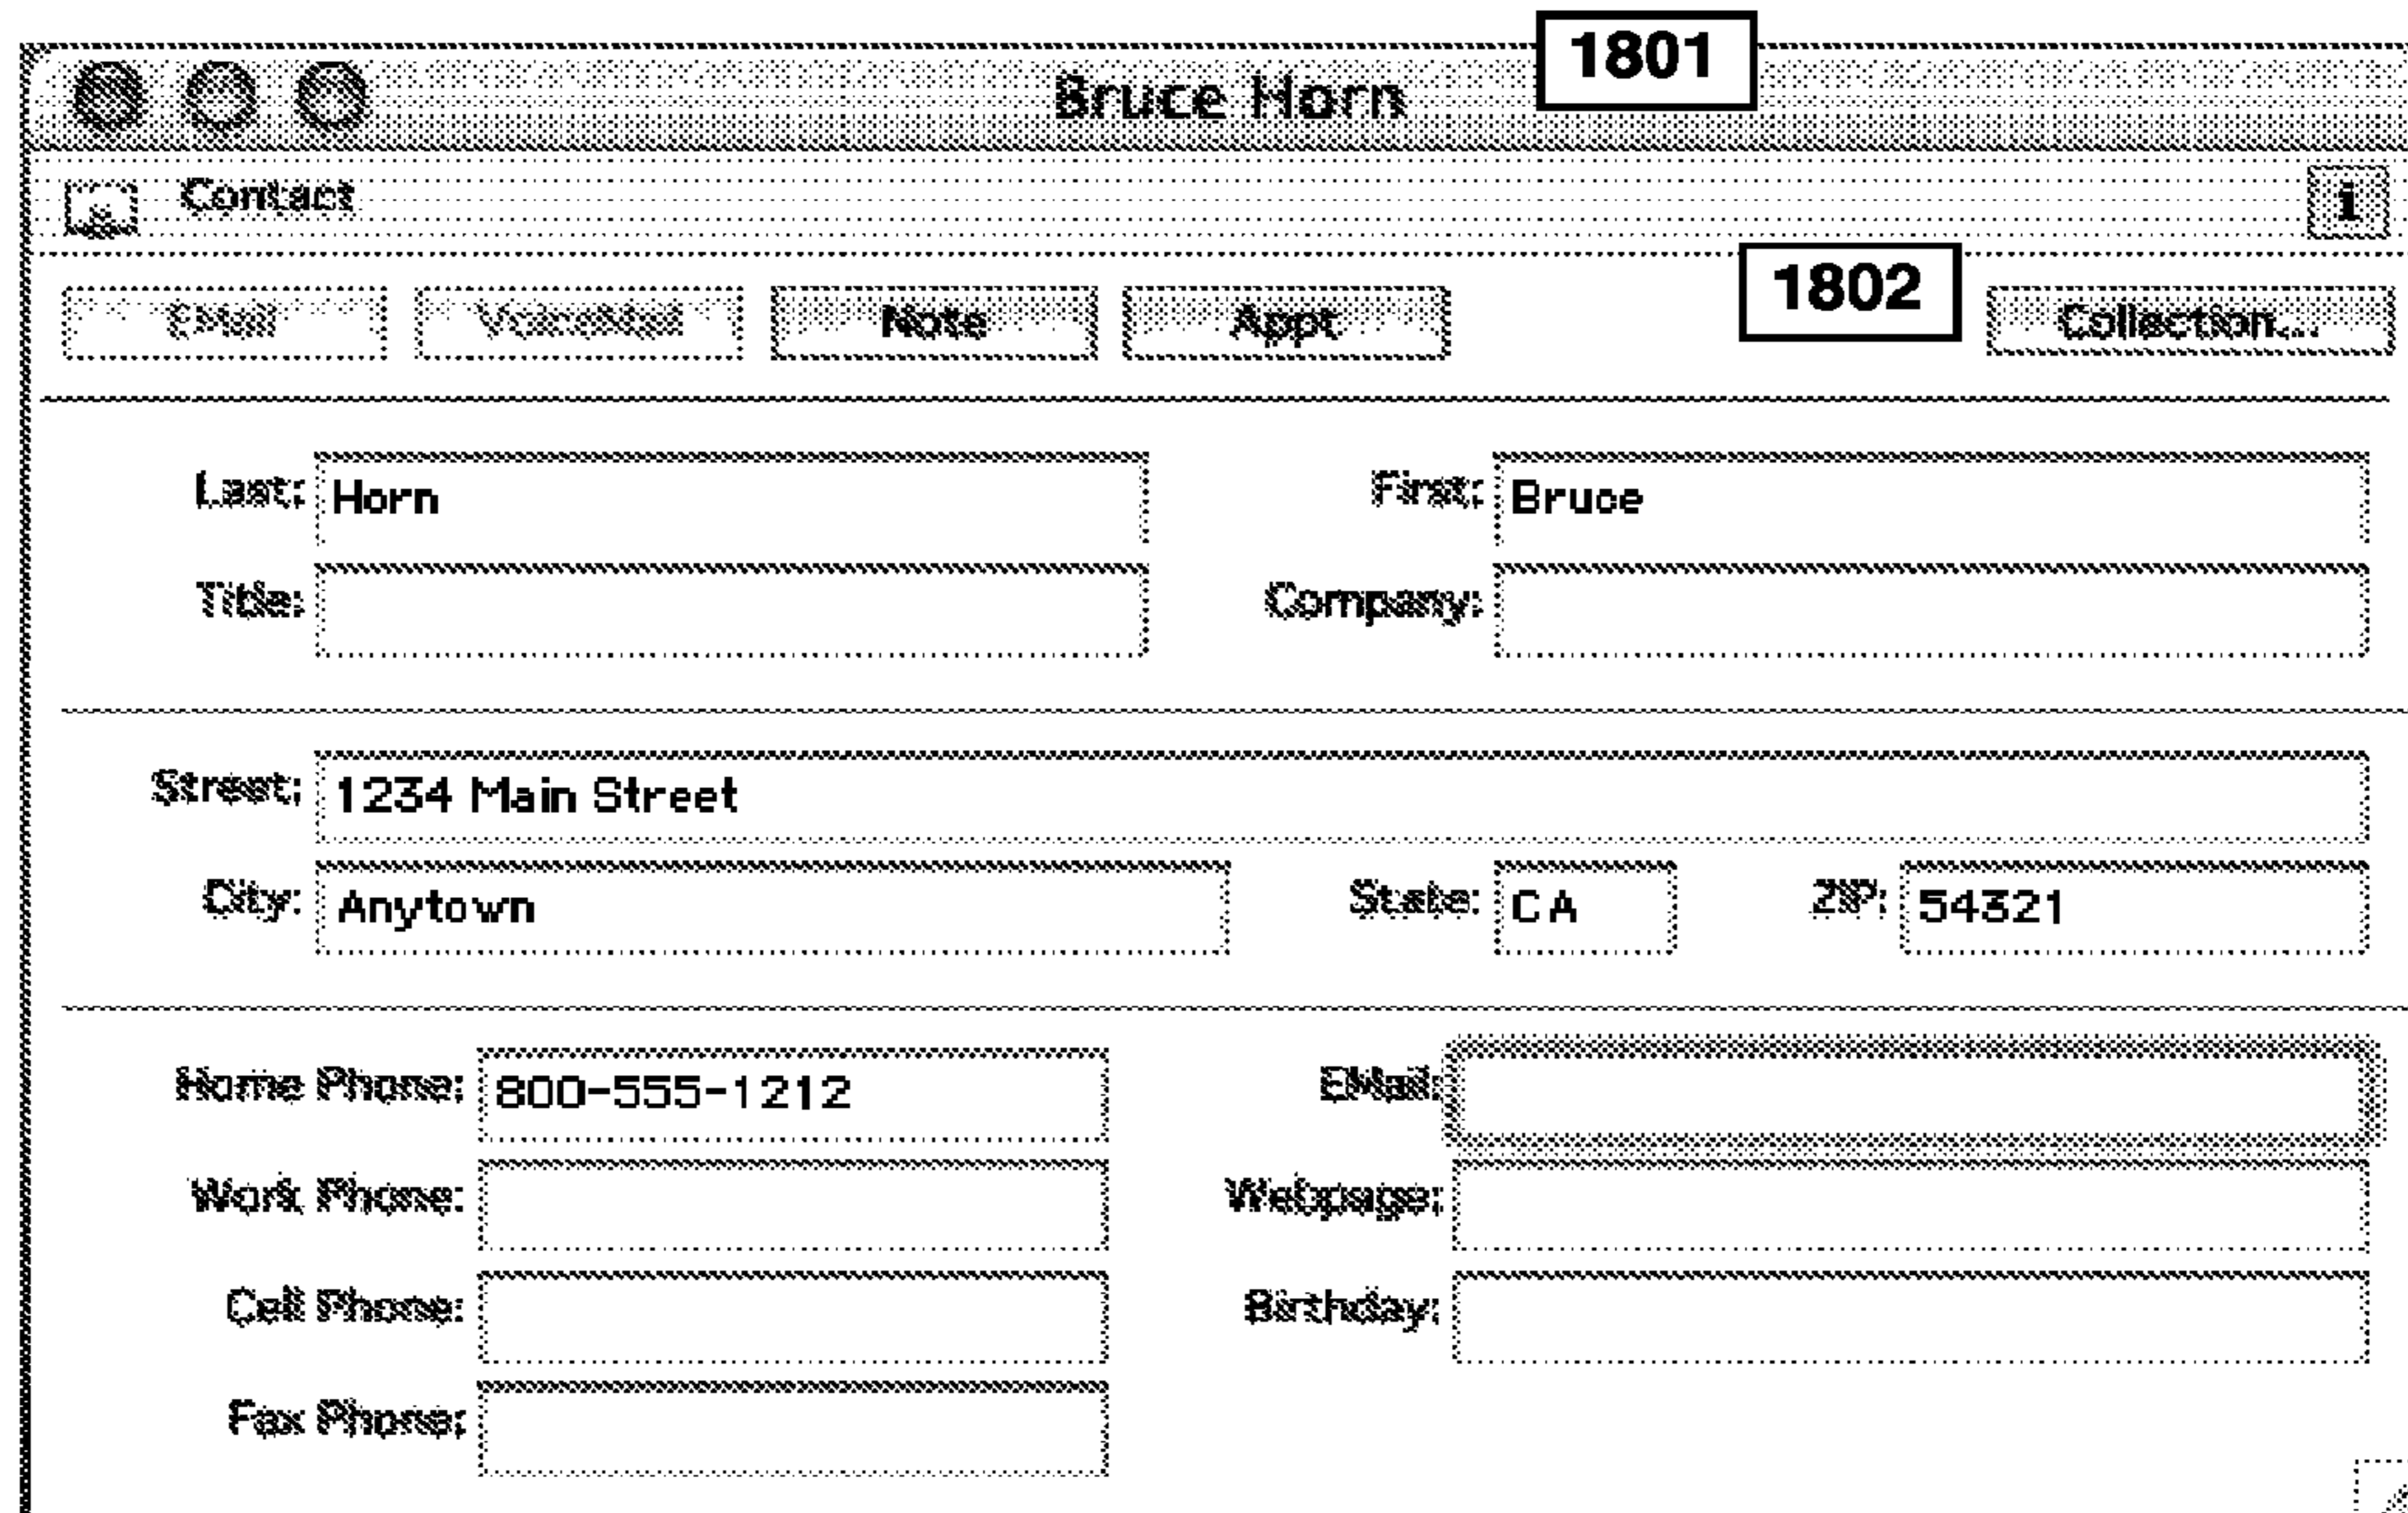 Bruce Horn 1801
Contact i
EMail VoiceMail Note Appt 1802 Collection...
Last: Horn First: Bruce
Title: Company:
Street: 1234 Main Street
City: Anytown State: CA ZIP: 54321
Home Phone: 800-555-1212 EMail:
Work Phone: Webpage:
Cell Phone: Birthday:
Fax Phone: